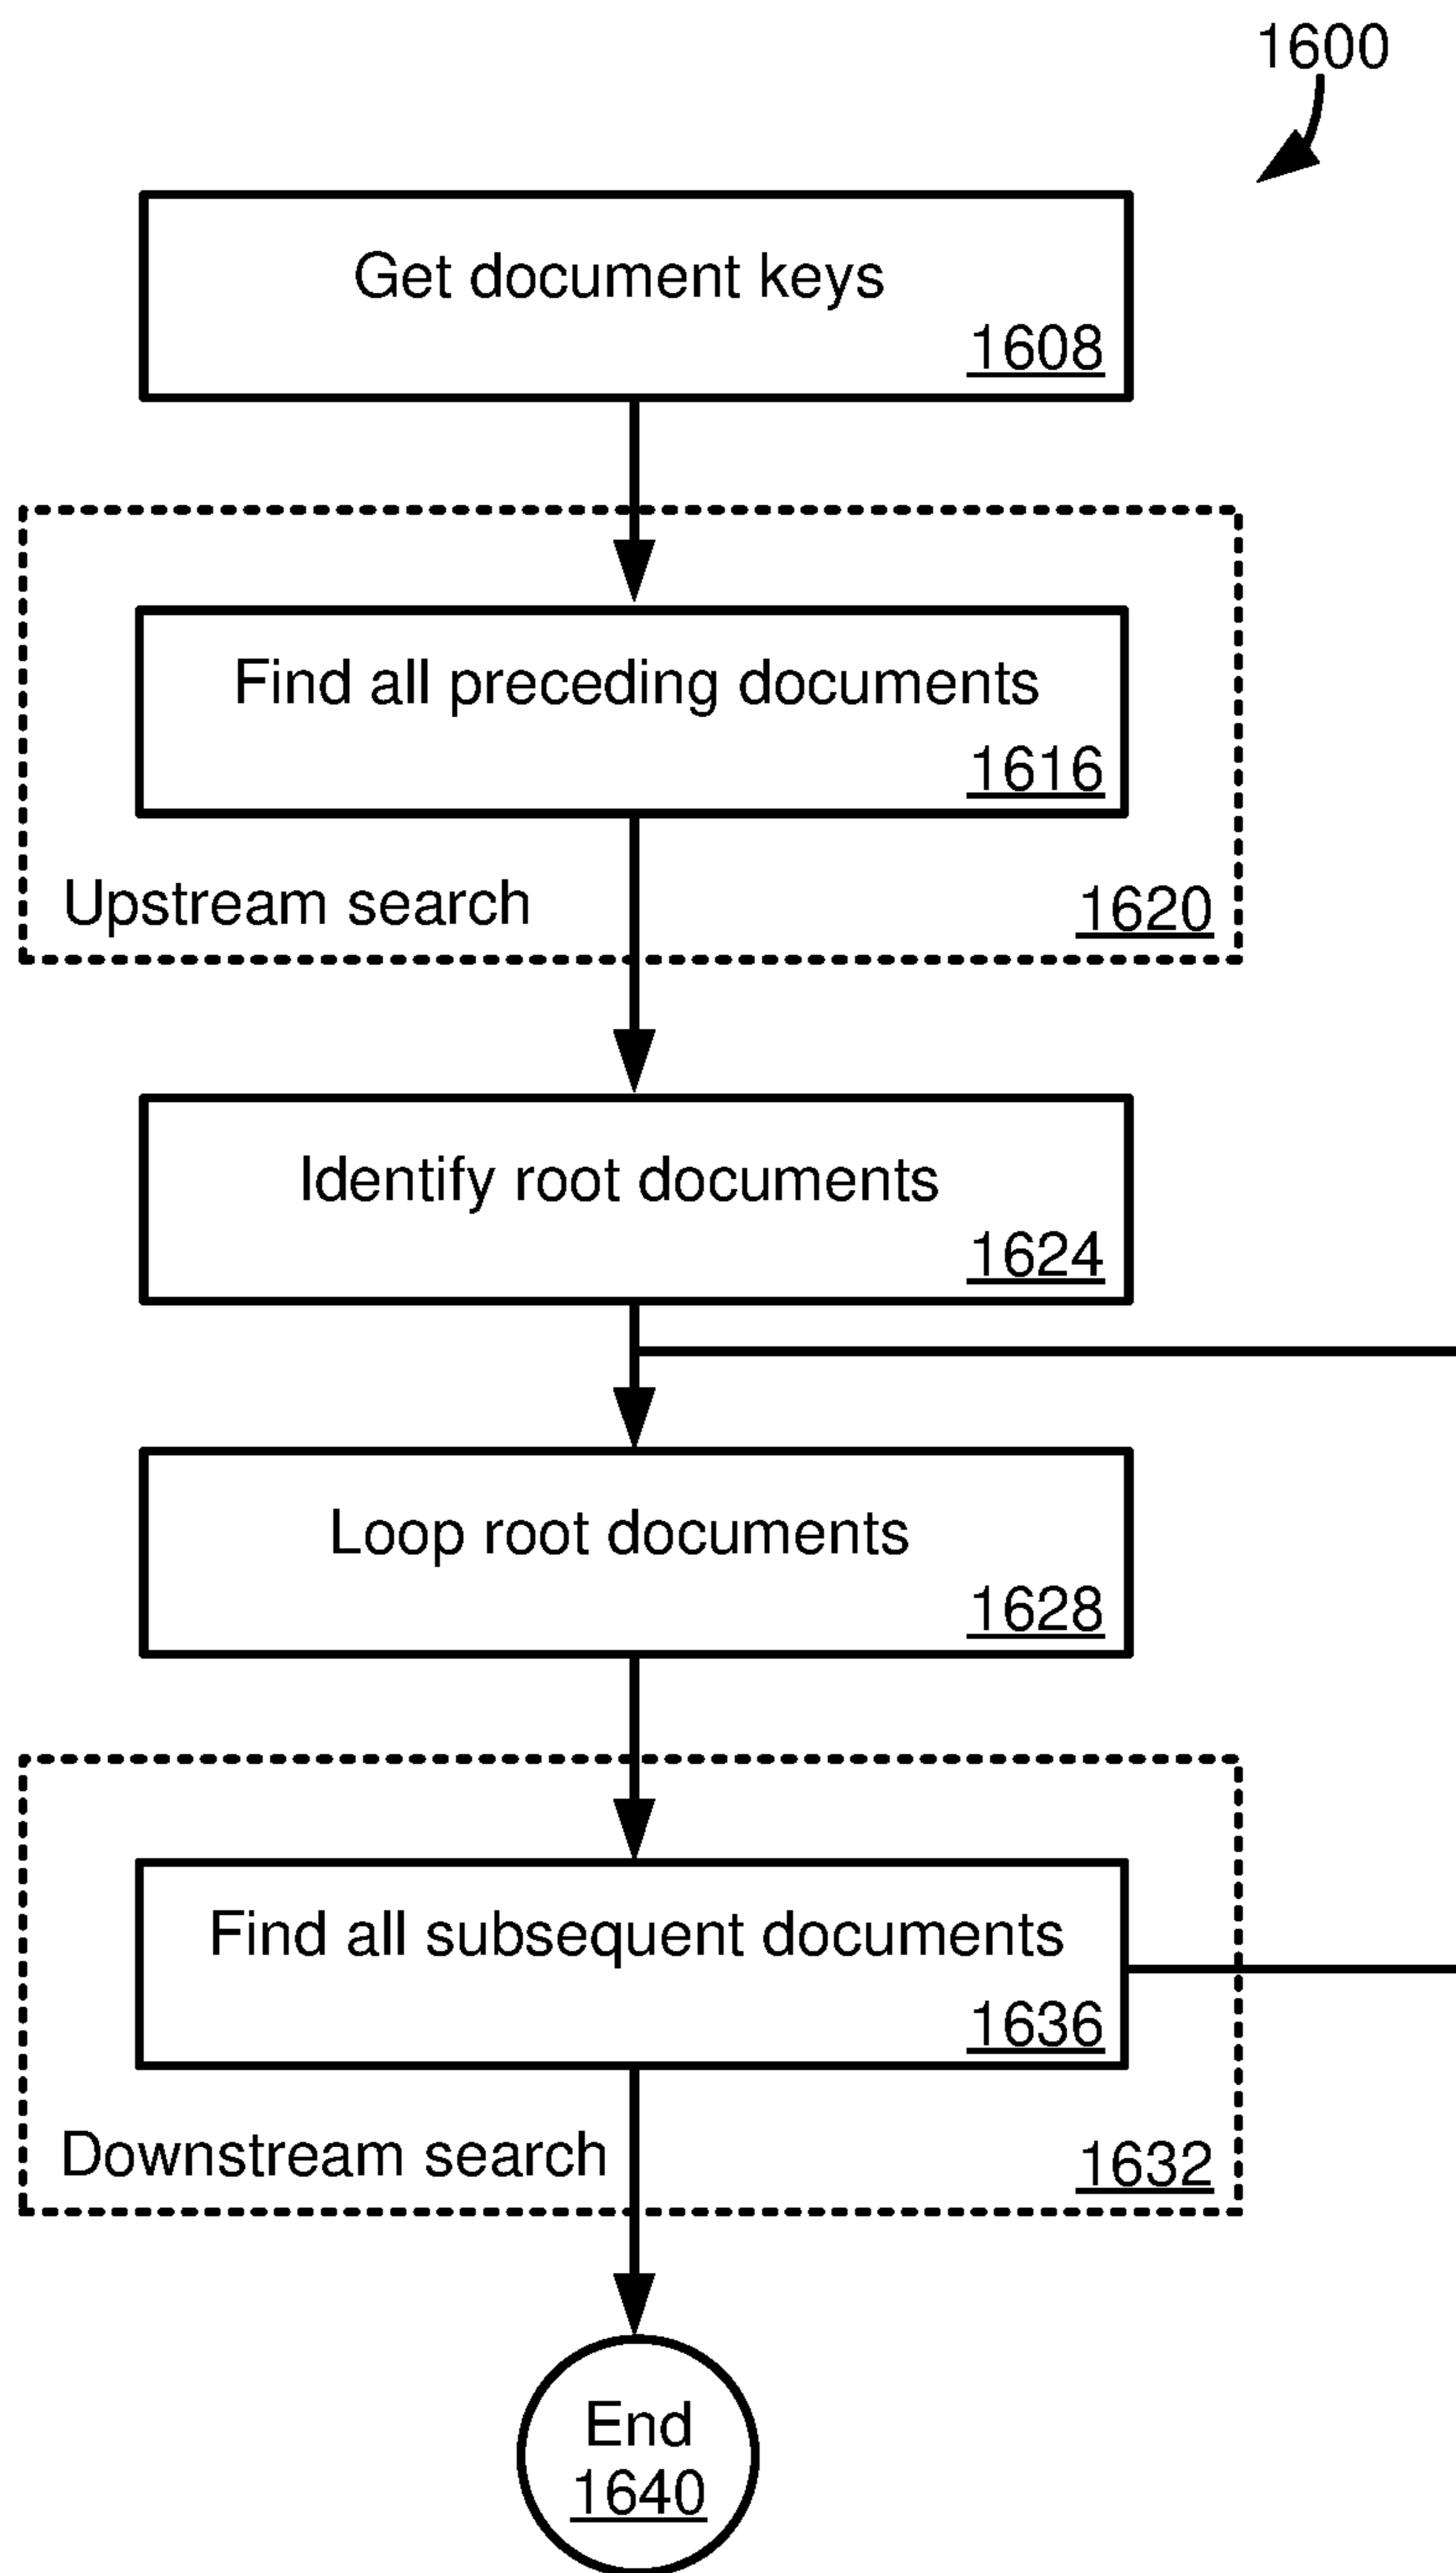 1600
Get document keys
1608
Find all preceding documents
1616
Upstream search
1620
Identify root documents
1624
Loop root documents
1628
Find all subsequent documents
1636
Downstream search
1632
End
1640